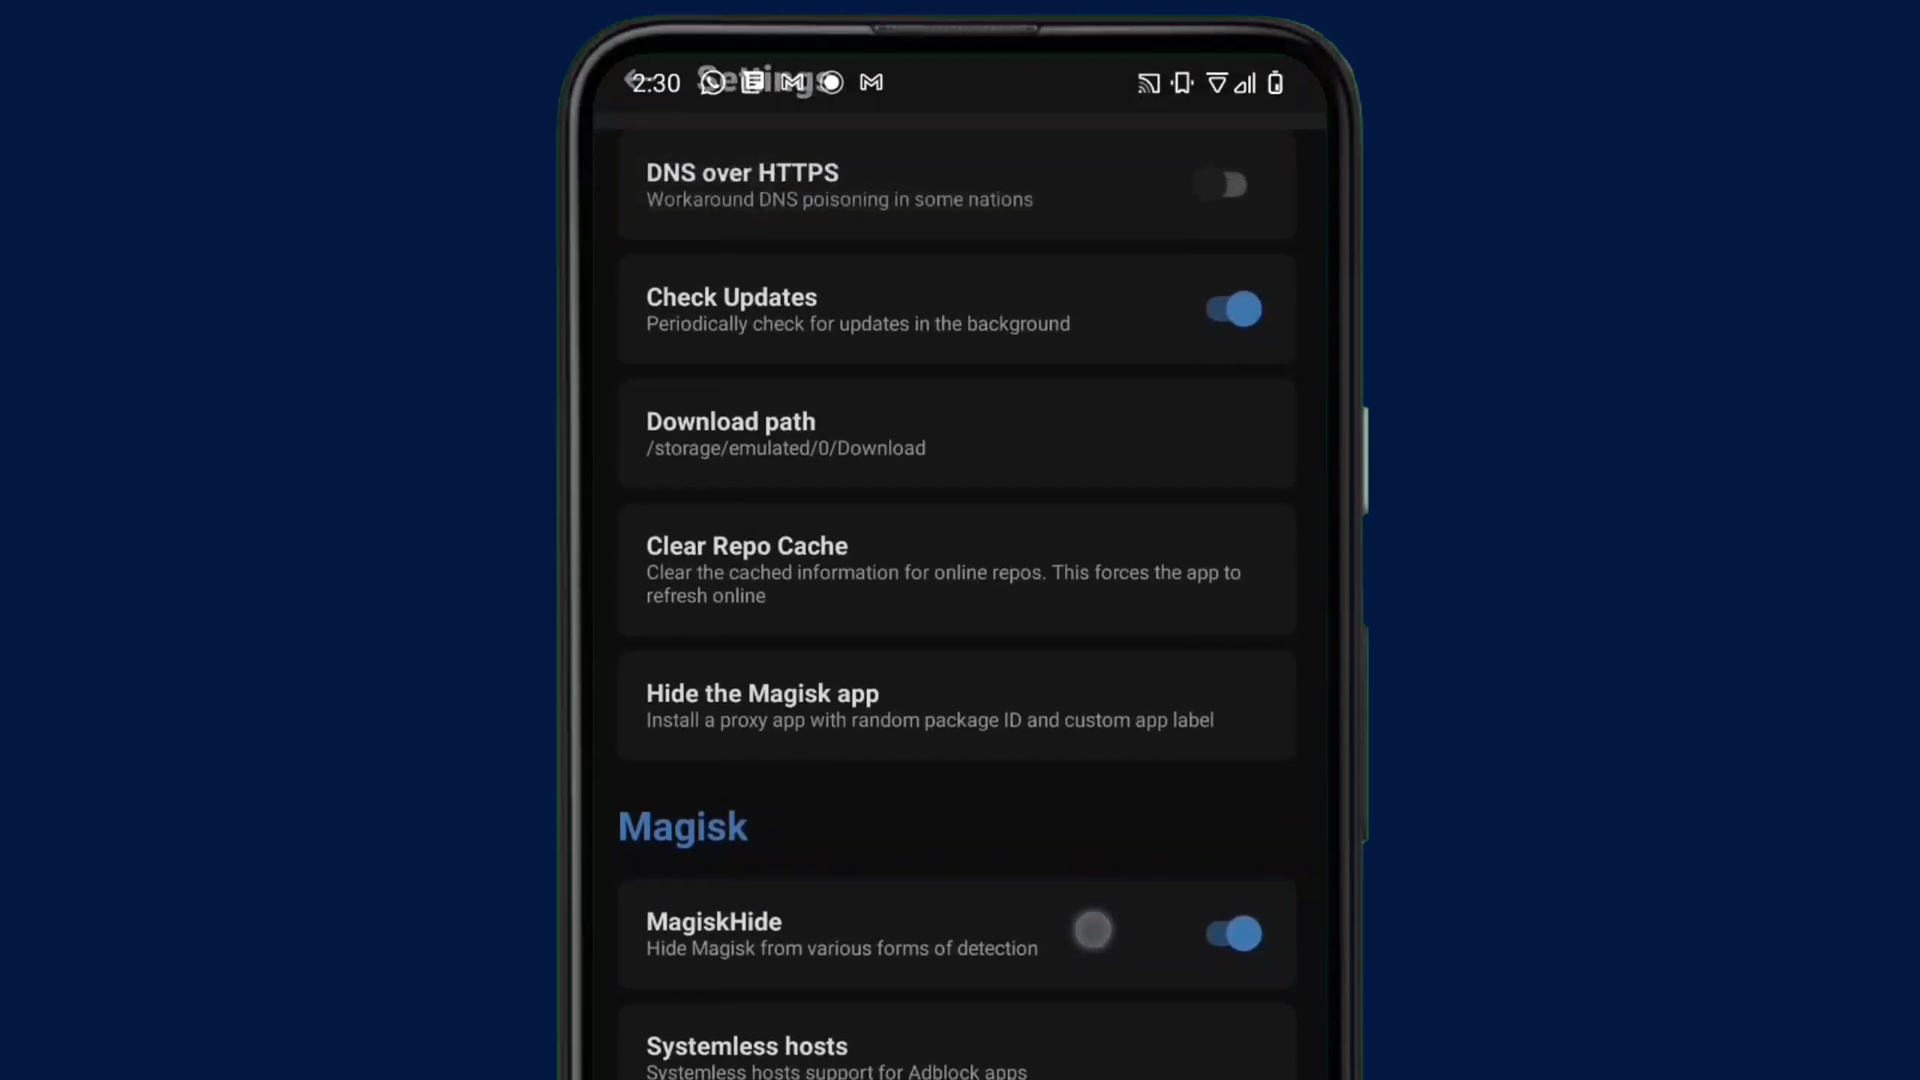 2:30
Settings
DNS over HTTPS
Workaround DNS poisoning in some nations
Check Updates
Periodically check for updates in the background
Download path
/storage/emulated/0/Download
Clear Repo Cache
Clear the cached information for online repos. This forces the app to
refresh online
Hide the Magisk app
Install a proxy app with random package ID and custom app label
Magisk
MagiskHide
Hide Magisk from various forms of detection
Systemless hosts
Systemless hosts support for Adblock apps